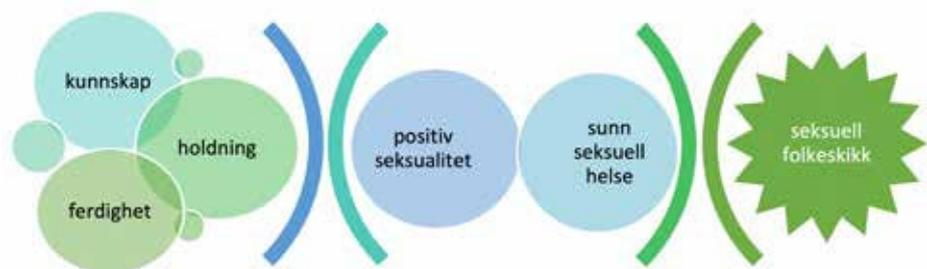 kunnskap
holdning
ferdighet
positiv
seksualitet
sunn
seksuell
helse
seksuell
folkeskikk